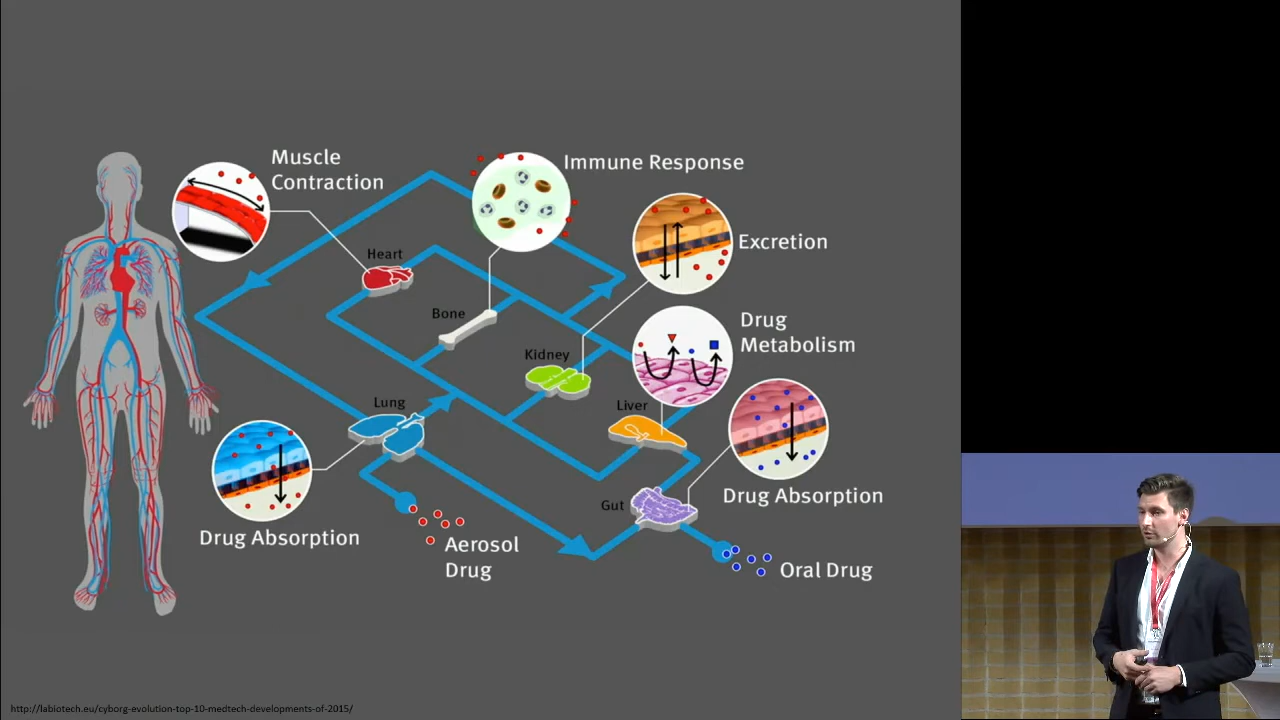 Muscle
Contraction
Immune Response
Excretion
Heart
Bone
Drug
Metabolism
Kidney
Lung
Liver
Drug Absorption
Gut
Drug Absorption
Aerosol
Drug
Oral Drug
http://labiotech.eu/cyborg-evolution-top-10-medtech-developments-of-2015/